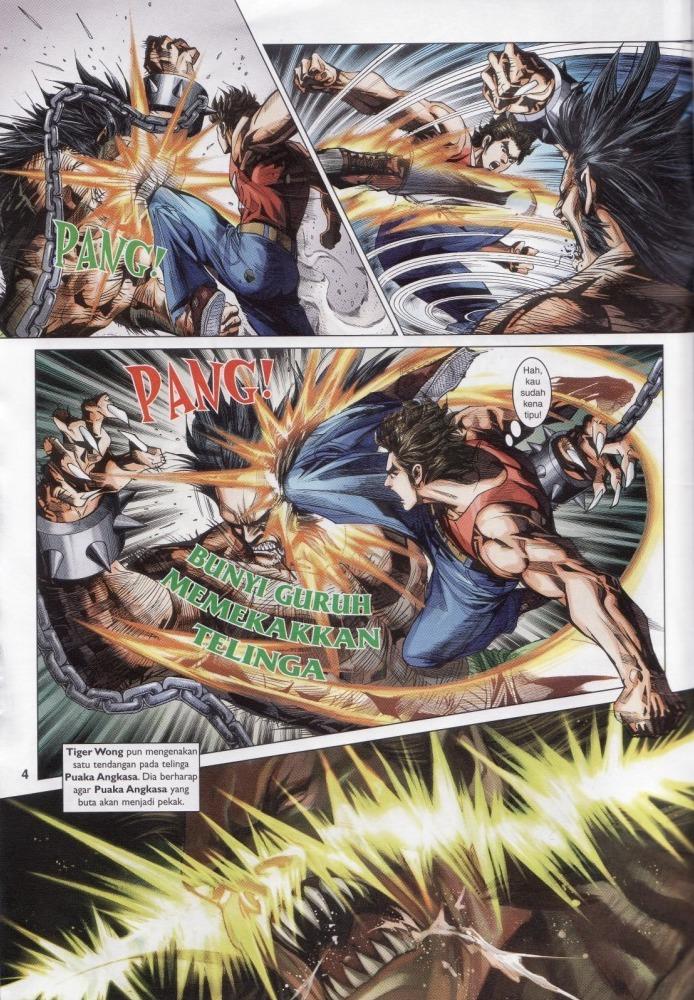 PANG!
PANG!
Hah,
kau
sudah
kena
tipu!
BUNYI GURUH
MEMEKAKKAN
TELINGA
Tiger Wong pun mengenakan
satu tendangan pada telinga
Puaka Angkasa. Dia berharap
agar Puaka Angkasa yang
buta akan menjadi pekak.
4